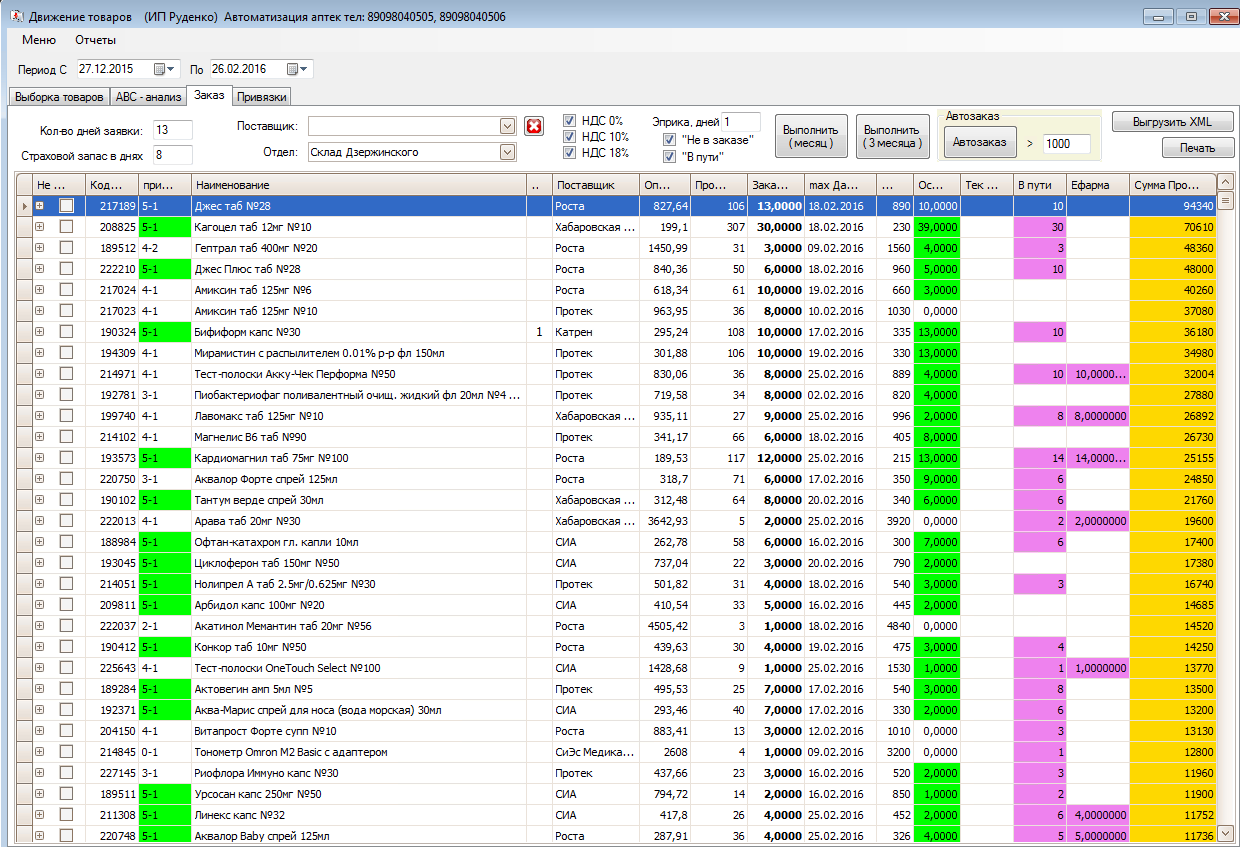 Движение товаров (ИП Руденко) Автоматизация аптек тел: 89098040505, 89098040506
Меню Отчеты
Период С 27.12.2015 По 26.02.2016
Выборка товаров ABC - анализ Заказ Привязки
Кол-во дней заявки: 13 Поставщик: НДС 0% Эприка, дней 1 Автозаказ Выгрузить XML
НДС 10% "Не в заказе" Выполнить ( месяц ) Выполнить ( 3 месяца ) Автозаказ > 1000
Страховой запас в днях 8 Отдел: Склад Дзержинского НДС 18% "В пути" Печать
Не ... Код... при... Наименование .. Поставщик Оп... Про... Зака... max Да... ... Ос... Тек ... В пути Ефарма Сумма Про...
217189 5-1 Джес таб №28 Роста 827,64 106 13,0000 18.02.2016 890 10,0000 10 94340
208825 5-1 Кагоцел таб 12мг №10 Хабаровская ... 199,1 307 30,0000 18.02.2016 230 39,0000 30 70610
189512 4-2 Гептрал таб 400мг №20 Роста 1450,99 31 3,0000 09.02.2016 1560 4,0000 3 48360
222210 5-1 Джес Плюс таб №28 Роста 840,36 50 6,0000 18.02.2016 960 5,0000 10 48000
217024 4-1 Амиксин таб 125мг №6 Роста 618,34 61 10,0000 19.02.2016 660 3,0000 40260
217023 4-1 Амиксин таб 125мг №10 Протек 963,95 36 8,0000 10.02.2016 1030 0,0000 37080
190324 5-1 Бифиформ капс №30 1 Катрен 295,24 108 10,0000 17.02.2016 335 13,0000 10 36180
194309 4-1 Мирамистин с распылителем 0.01% р-р фл 150мл Протек 301,88 106 10,0000 19.02.2016 330 13,0000 34980
214971 4-1 Тест-полоски Акку-Чек Перформа №50 Протек 830,06 36 8,0000 25.02.2016 889 4,0000 10 10,0000... 32004
192781 3-1 Пиобактериофаг поливалентный очищ. жидкий фл 20мл №4 ... Протек 719,58 34 8,0000 02.02.2016 820 4,0000 27880
199740 4-1 Лавомакс таб 125мг №10 Хабаровская ... 935,11 27 9,0000 25.02.2016 996 2,0000 8 8,0000000 26892
214102 4-1 Магнелис В6 таб №90 Протек 341,17 66 6,0000 18.02.2016 405 8,0000 26730
193573 5-1 Кардиомагнил таб 75мг №100 Роста 189,53 117 12,0000 25.02.2016 215 13,0000 14 14,0000... 25155
220750 3-1 Аквалор Форте спрей 125мл Роста 318,7 71 6,0000 17.02.2016 350 9,0000 6 24850
190102 5-1 Тантум верде спрей 30мл Хабаровская ... 312,48 64 8,0000 20.02.2016 340 6,0000 6 21760
222013 4-1 Арава таб 20мг №30 Хабаровская ... 3642,93 5 2,0000 25.02.2016 3920 0,0000 2 2,0000000 19600
188984 5-1 Офтан-катахром гл. капли 10мл СИА 262,78 58 6,0000 16.02.2016 300 7,0000 6 17400
193045 5-1 Циклоферон таб 150мг №50 СИА 737,04 22 3,0000 20.02.2016 790 2,0000 17380
214051 5-1 Нолипрел А таб 2.5мг/0.625мг №30 Протек 501,82 31 4,0000 18.02.2016 540 3,0000 3 16740
209811 5-1 Арбидол капс 100мг №20 СИА 410,54 33 5,0000 16.02.2016 445 2,0000 14685
222037 2-1 Акатинол Мемантин таб 20мг №56 Роста 4505,42 3 1,0000 18.02.2016 4840 0,0000 14520
190412 5-1 Конкор таб 10мг №50 Роста 439,63 30 4,0000 19.02.2016 475 3,0000 4 14250
225643 4-1 Тест-полоски OneTouch Select №100 СИА 1428,68 9 1,0000 25.02.2016 1530 1,0000 1 1,0000000 13770
189284 5-1 Актовегин амп 5мл №5 Протек 495,53 25 7,0000 17.02.2016 540 3,0000 8 13500
192371 5-1 Аква-Марис спрей для носа (вода морская) 30мл СИА 293,46 40 7,0000 17.02.2016 330 2,0000 6 13200
204150 4-1 Витапрост Форте супп №10 Роста 883,41 13 3,0000 12.02.2016 1010 0,0000 3 13130
214845 0-1 Тонометр Omron M2 Basic с адаптером СиЭс Медика... 2608 4 1,0000 09.02.2016 3200 0,0000 1 12800
227145 3-1 Риофлора Иммуно капс №30 Протек 437,66 23 3,0000 16.02.2016 520 2,0000 3 11960
189511 5-1 Урсосан капс 250мг №50 СИА 794,72 14 2,0000 16.02.2016 850 1,0000 2 11900
211308 5-1 Линекс капс №32 СИА 417,8 26 4,0000 25.02.2016 452 2,0000 6 4,0000000 11752
220748 5-1 Аквалор Baby спрей 125мл Роста 287,91 36 4,0000 25.02.2016 326 4,0000 5 5,0000000 11736